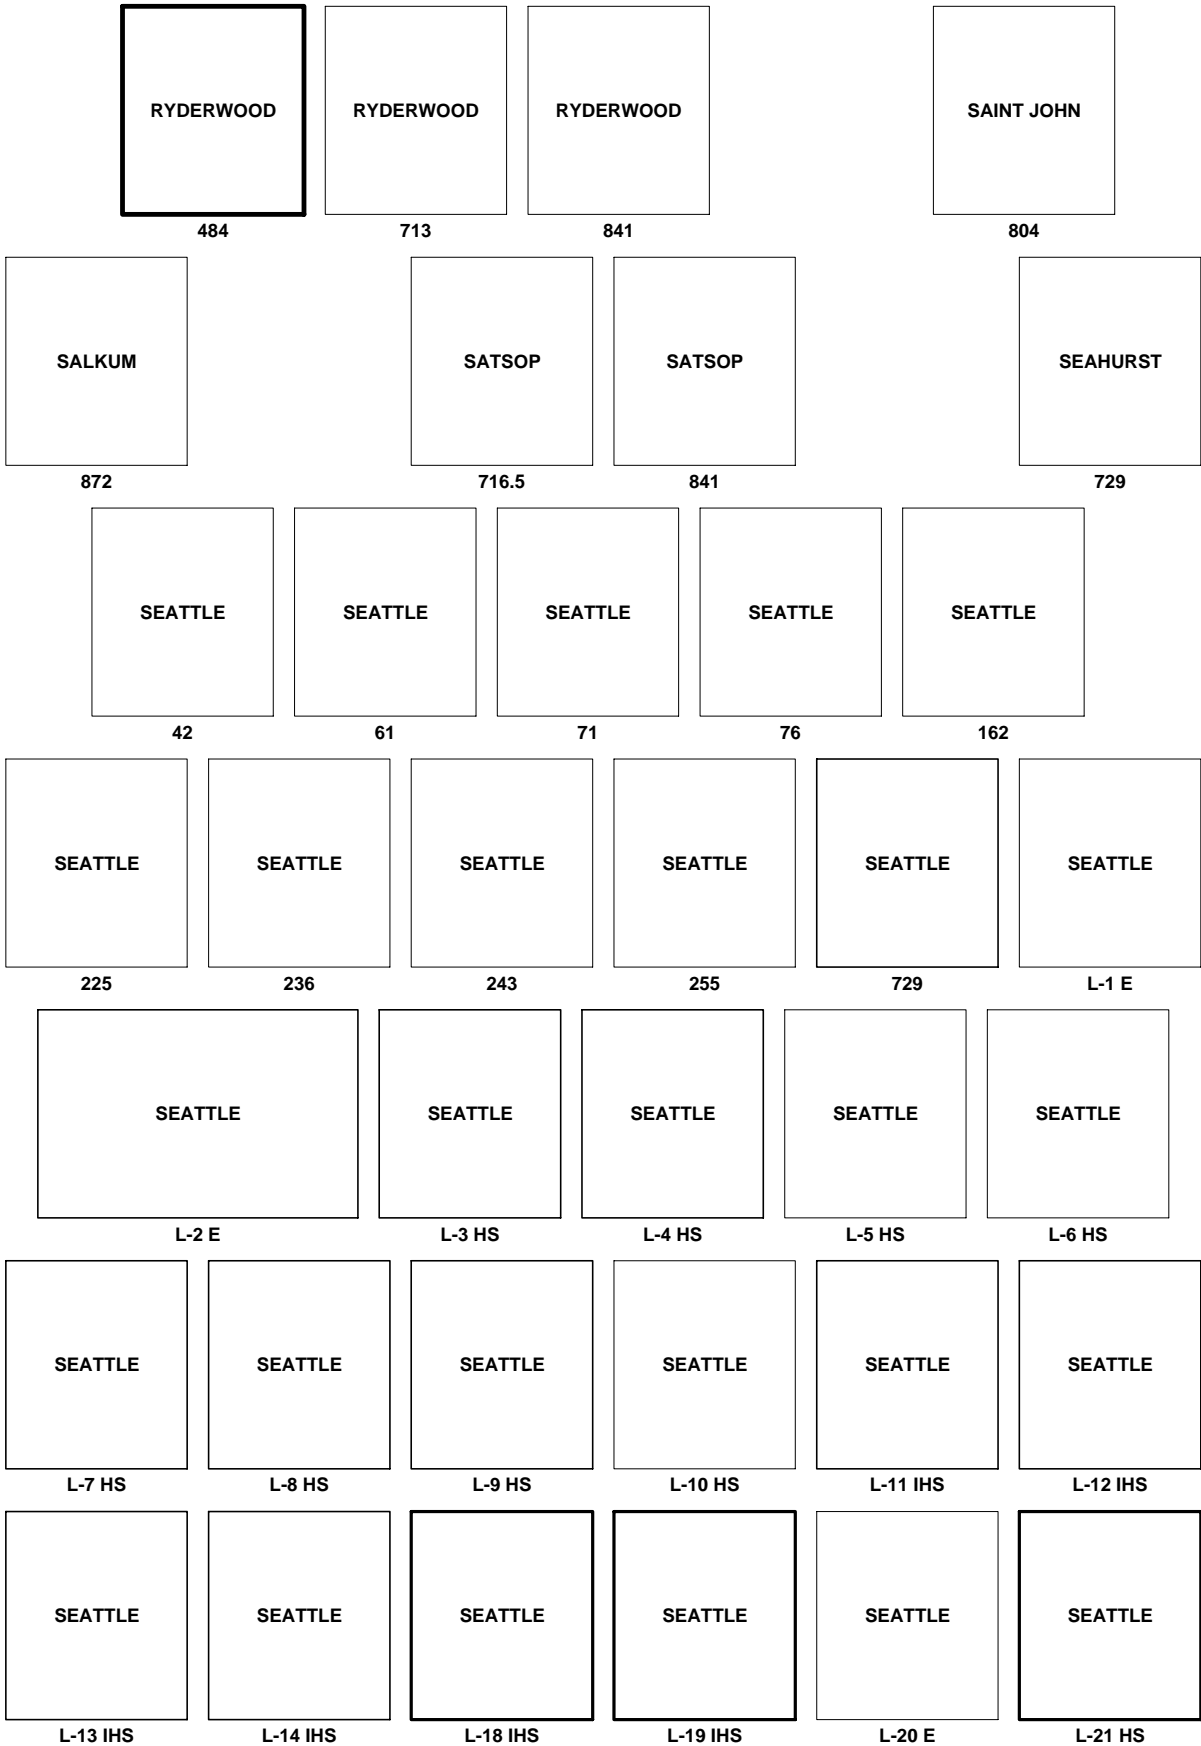 RYDERWOOD RYDERWOOD RYDERWOOD SAINT JOHN
484 713 841 804
SALKUM SATSOP SATSOP SEAHURST
872 716.5 841 729
SEATTLE SEATTLE SEATTLE SEATTLE SEATTLE
42 61 71 76 162
SEATTLE SEATTLE SEATTLE SEATTLE SEATTLE SEATTLE
225 236 243 255 729 L-1 E
SEATTLE SEATTLE SEATTLE SEATTLE SEATTLE
L-2 E L-3 HS L-4 HS L-5 HS L-6 HS
SEATTLE SEATTLE SEATTLE SEATTLE SEATTLE SEATTLE
L-7 HS L-8 HS L-9 HS L-10 HS L-11 IHS L-12 IHS
SEATTLE SEATTLE SEATTLE SEATTLE SEATTLE SEATTLE
L-13 IHS L-14 IHS L-18 IHS L-19 IHS L-20 E L-21 HS